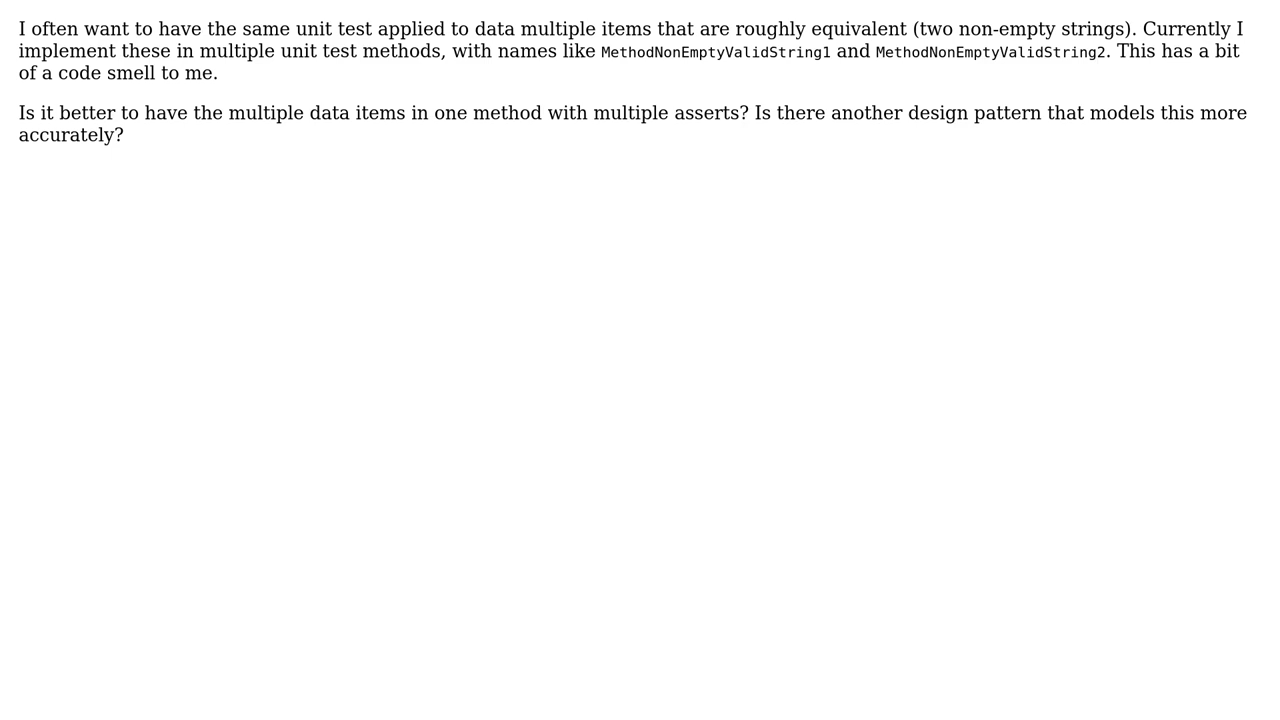 I often want to have the same unit test applied to data multiple items that are roughly equivalent (two non-empty strings). Currently I
implement these in multiple unit test methods, with names like MethodNonEmptyValidString1 and MethodNonEmptyValidString2. This has a bit
of a code smell to me.
Is it better to have the multiple data items in one method with multiple asserts? Is there another design pattern that models this more
accurately?